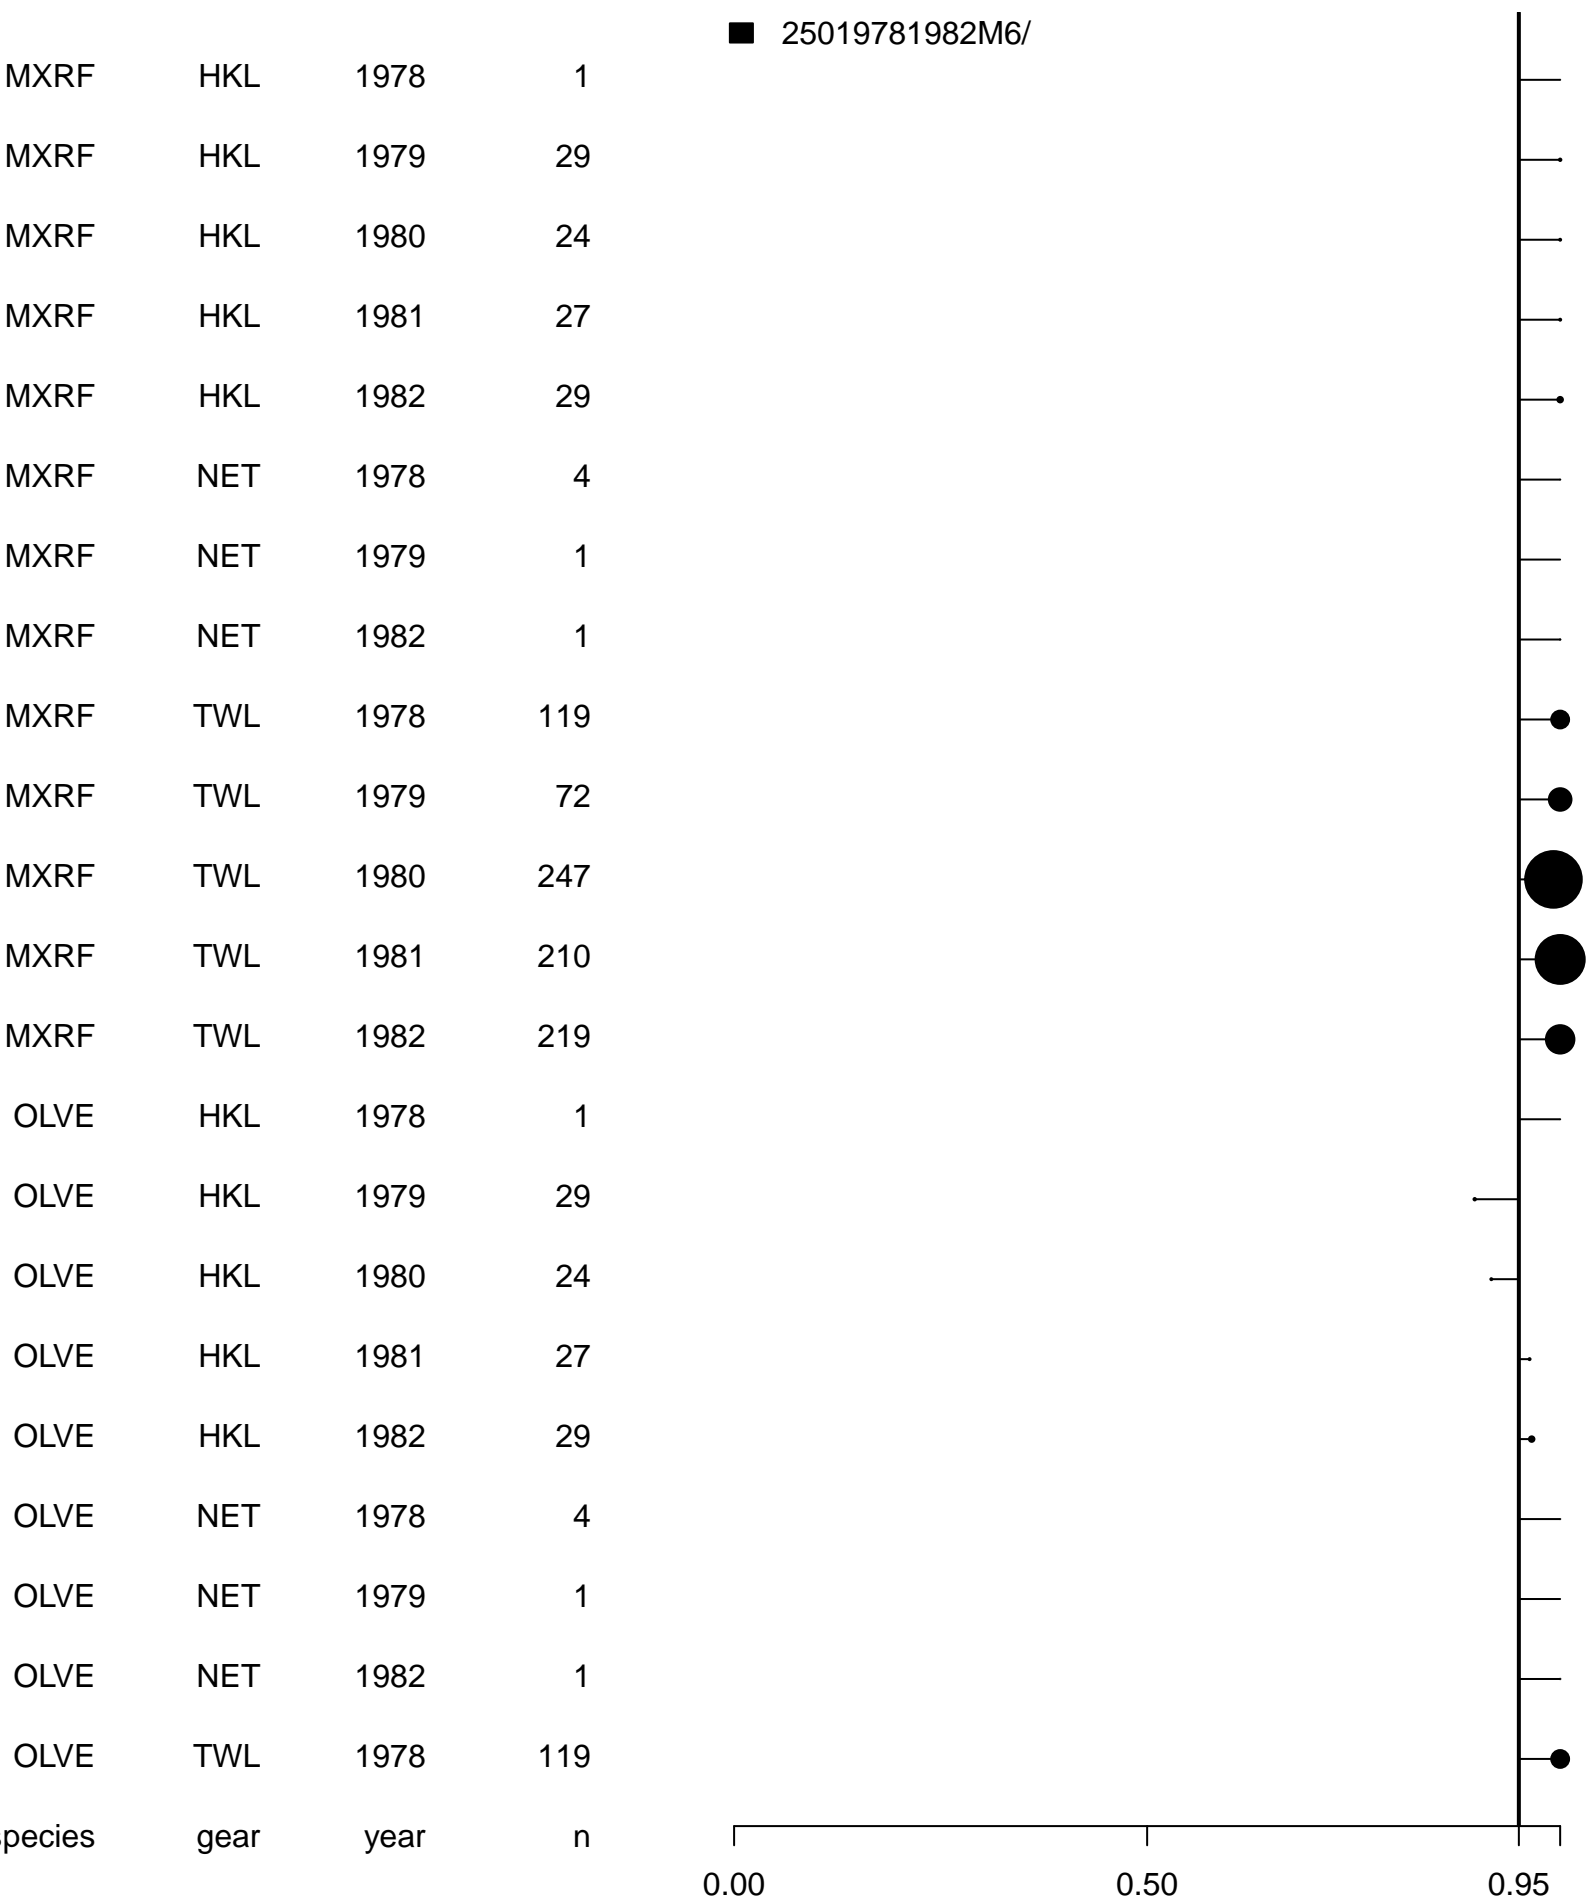 25019781982M6/
MXRF HKL 1978 1
MXRF HKL 1979 29
MXRF HKL 1980 24
MXRF HKL 1981 27
MXRF HKL 1982 29
MXRF NET 1978 4
MXRF NET 1979 1
MXRF NET 1982 1
MXRF TWL 1978 119
MXRF TWL 1979 72
MXRF TWL 1980 247
MXRF TWL 1981 210
MXRF TWL 1982 219
OLVE HKL 1978 1
OLVE HKL 1979 29
OLVE HKL 1980 24
OLVE HKL 1981 27
OLVE HKL 1982 29
OLVE NET 1978 4
OLVE NET 1979 1
OLVE NET 1982 1
OLVE TWL 1978 119
pecies gear year n
0.00 0.50 0.95